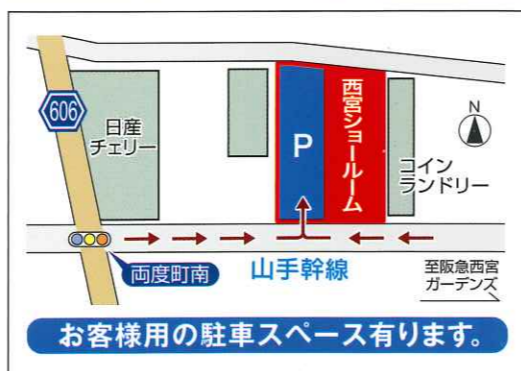 606
日産
チェリー
P
西宮ショールーム
コイン
ランドリー
N
両度町南
山手幹線
至阪急西宮
ガーデンズ
お客様用の駐車スペース有ります。